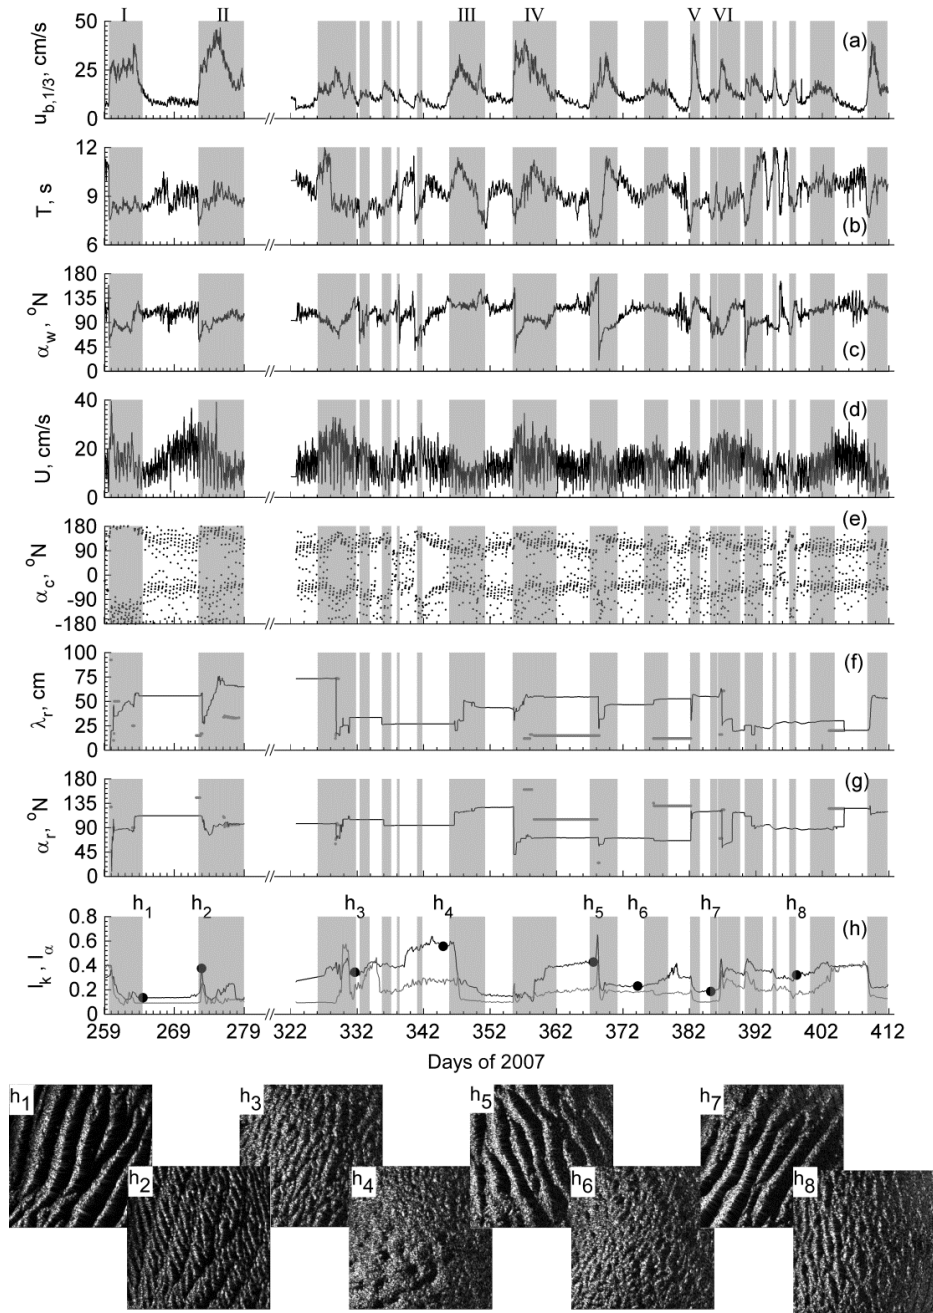 I II III IV V VI
50
25
0
u_b,1/3, cm/s
(a)
12
9
6
T, s
(b)
180
135
90
45
0
α_w, ⁰N
(c)
40
20
0
U, cm/s
(d)
180
90
0
-90
-180
α_c, ⁰N
(e)
100
75
50
25
0
λ_r, cm
(f)
180
135
90
45
0
α_r, ⁰N
(g)
h_1 h_2 h_3 h_4 h_5 h_6 h_7 h_8
0.8
0.6
0.4
0.2
0
I_k, I_α
(h)
259 269 279 322 332 342 352 362 372 382 392 402 412
Days of 2007
h_1
h_2
h_3
h_4
h_5
h_6
h_7
h_8